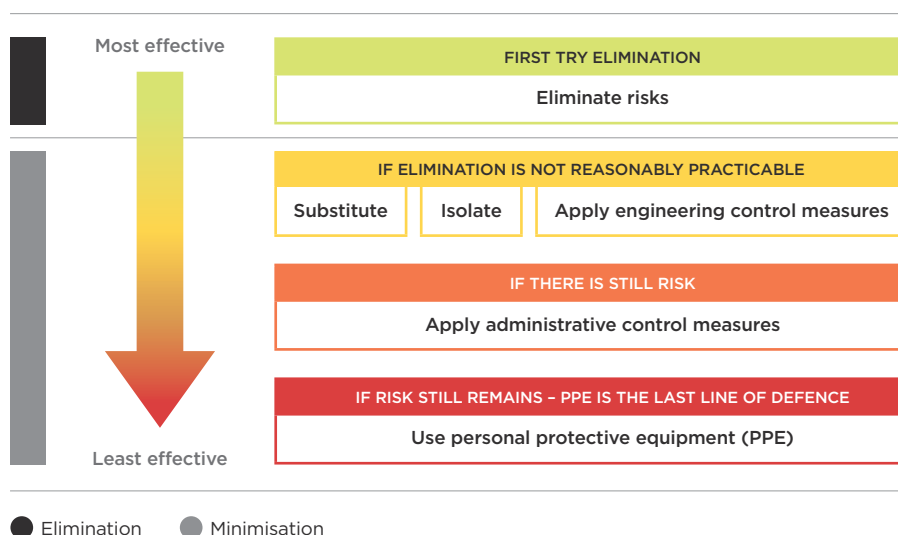 Most effective
FIRST TRY ELIMINATION
Eliminate risks
IF ELIMINATION IS NOT REASONABLY PRACTICABLE
Substitute
Isolate
Apply engineering control measures
IF THERE IS STILL RISK
Apply administrative control measures
IF RISK STILL REMAINS – PPE IS THE LAST LINE OF DEFENCE
Use personal protective equipment (PPE)
Least effective
Elimination
Minimisation